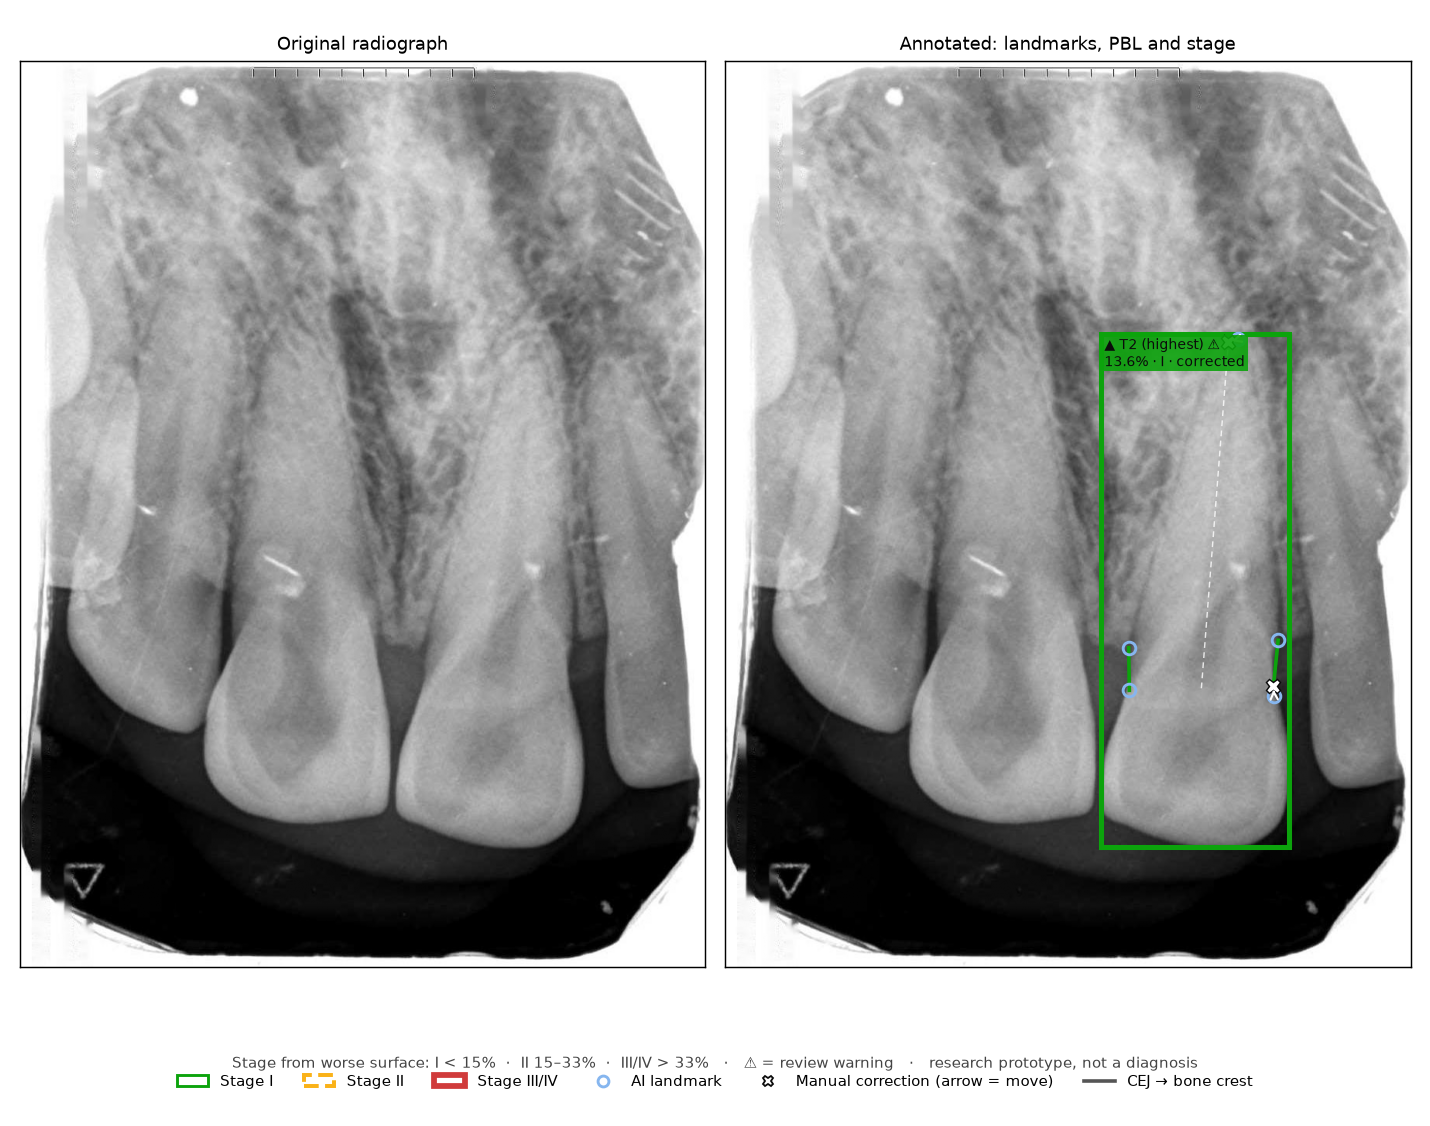 Original radiograph
Annotated: landmarks, PBL and stage
▲ T2 (highest) ⚠
13.6% · I · corrected
Stage from worse surface: I < 15%  ·  II 15–33%  ·  III/IV > 33%  ·  ⚠ = review warning  ·  research prototype, not a diagnosis
Stage I
Stage II
Stage III/IV
AI landmark
Manual correction (arrow = move)
CEJ → bone crest